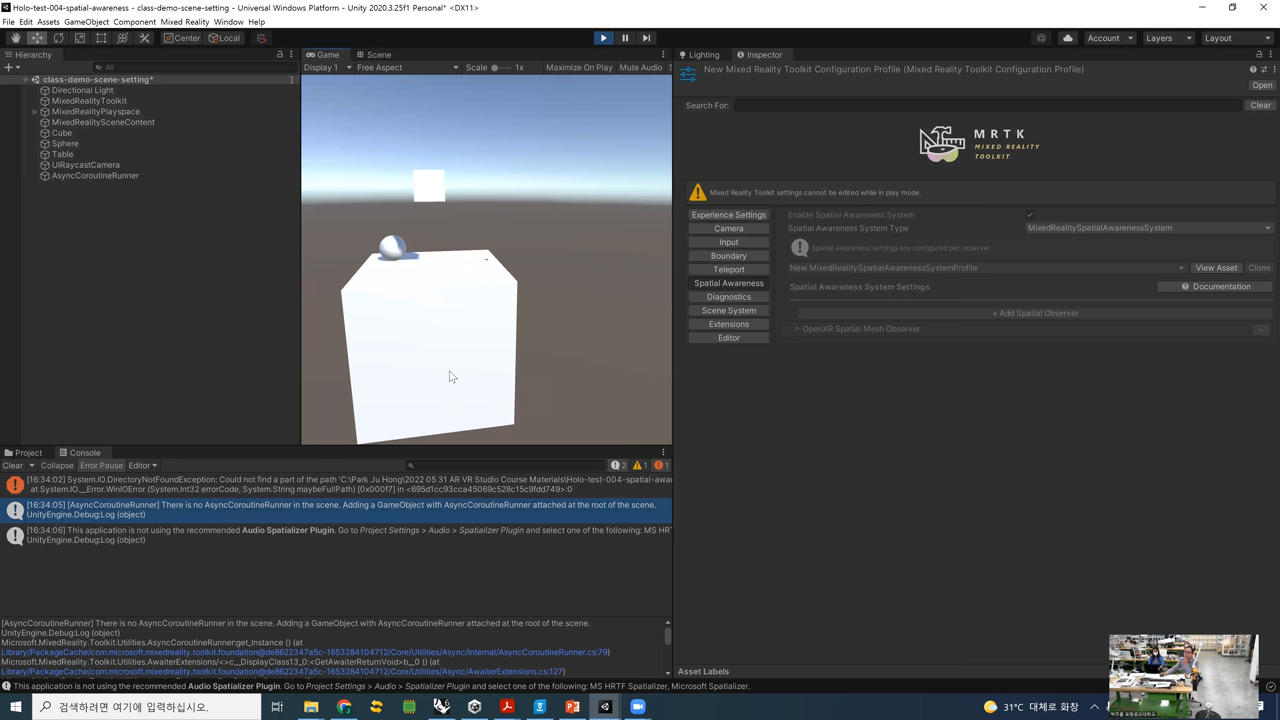 Holo-test-004-spatial-awareness - class-demo-scene-setting - Universal Windows Platform - Unity 2020.3.25f1 Personal* <DX11>
File Edit Assets GameObject Component Mixed Reality Window Help
Center Local
Account Layers Layout
Hierarchy
All
class-demo-scene-setting*
Directional Light
MixedRealityToolkit
MixedRealityPlayspace
MixedRealitySceneContent
Cube
Sphere
Table
UIRaycastCamera
AsyncCoroutineRunner
Game Scene
Display 1 Free Aspect Scale 1x Maximize On Play Mute Audio
Lighting Inspector
New Mixed Reality Toolkit Configuration Profile (Mixed Reality Toolkit Configuration Profile)
Open
Search For: Clear
MRTK
MIXED REALITY
TOOLKIT
Mixed Reality Toolkit settings cannot be edited while in play mode.
Experience Settings
Camera
Input
Boundary
Teleport
Spatial Awareness
Diagnostics
Scene System
Extensions
Editor
Enable Spatial Awareness System
Spatial Awareness System Type MixedRealitySpatialAwarenessSystem
Spatial Awareness settings are configured per observer.
New MixedRealitySpatialAwarenessSystemProfile View Asset Clone
Spatial Awareness System Settings Documentation
+ Add Spatial Observer
OpenXR Spatial Mesh Observer -
Asset Labels
Project Console
Clear Collapse Error Pause Editor 2 1 1
[16:34:02] System.IO.DirectoryNotFoundException: Could not find a part of the path 'C:\Park Ju Hong\2022 05 31 AR VR Studio Course Materials\Holo-test-004-spatial-awa
at System.IO.__Error.WinIOError (System.Int32 errorCode, System.String maybeFullPath) [0x000f7] in <695d1cc93cca45069c528c15c9fdd749>:0
[16:34:05] [AsyncCoroutineRunner] There is no AsyncCoroutineRunner in the scene. Adding a GameObject with AsyncCoroutineRunner attached at the root of the scene.
UnityEngine.Debug:Log (object)
[16:34:06] This application is not using the recommended Audio Spatializer Plugin. Go to Project Settings > Audio > Spatializer Plugin and select one of the following: MS HRT
UnityEngine.Debug:Log (object)
[AsyncCoroutineRunner] There is no AsyncCoroutineRunner in the scene. Adding a GameObject with AsyncCoroutineRunner attached at the root of the scene.
UnityEngine.Debug:Log (object)
Microsoft.MixedReality.Toolkit.Utilities.AsyncCoroutineRunner:get_Instance () (at
Library/PackageCache/com.microsoft.mixedreality.toolkit.foundation@de8622347a5c-1653284104712/Core/Utilities/Async/Internal/AsyncCoroutineRunner.cs:79)
Microsoft.MixedReality.Toolkit.Utilities.AwaiterExtensions/<>c__DisplayClass13_0:<GetAwaiterReturnVoid>b__0 () (at
Library/PackageCache/com.microsoft.mixedreality.toolkit.foundation@de8622347a5c-1653284104712/Core/Utilities/Async/AwaiterExtensions.cs:127)
This application is not using the recommended Audio Spatializer Plugin. Go to Project Settings > Audio > Spatializer Plugin and select one of the following: MS HRTF Spatializer, Microsoft Spatializer.
검색하려면 여기에 입력하십시오.
31°C 대체로 화창